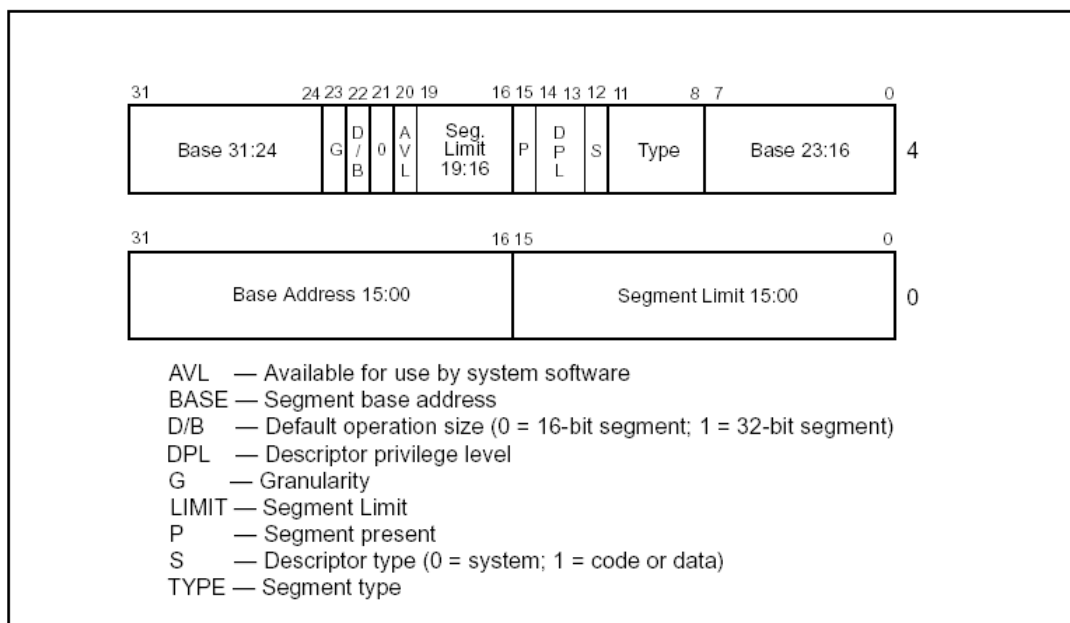 31 24 23 22 21 20 19 16 15 14 13 12 11 8 7 0
Base 31:24 G D/B 0 AVL Seg. Limit 19:16 P DPL S Type Base 23:16 4
31 16 15 0
Base Address 15:00 Segment Limit 15:00 0
AVL — Available for use by system software
BASE — Segment base address
D/B — Default operation size (0 = 16-bit segment; 1 = 32-bit segment)
DPL — Descriptor privilege level
G — Granularity
LIMIT — Segment Limit
P — Segment present
S — Descriptor type (0 = system; 1 = code or data)
TYPE — Segment type